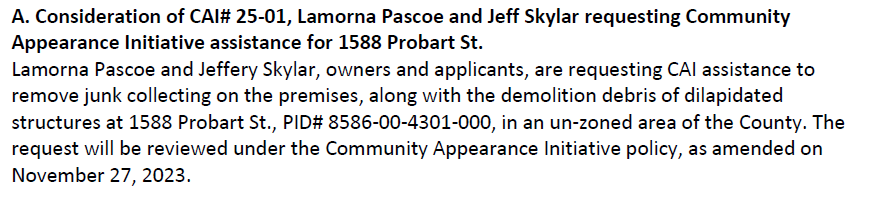 A. Consideration of CAI# 25-01, Lamorna Pascoe and Jeff Skylar requesting Community
Appearance Initiative assistance for 1588 Probart St.
Lamorna Pascoe and Jeffery Skylar, owners and applicants, are requesting CAI assistance to
remove junk collecting on the premises, along with the demolition debris of dilapidated
structures at 1588 Probart St., PID# 8586-00-4301-000, in an un-zoned area of the County. The
request will be reviewed under the Community Appearance Initiative policy, as amended on
November 27, 2023.